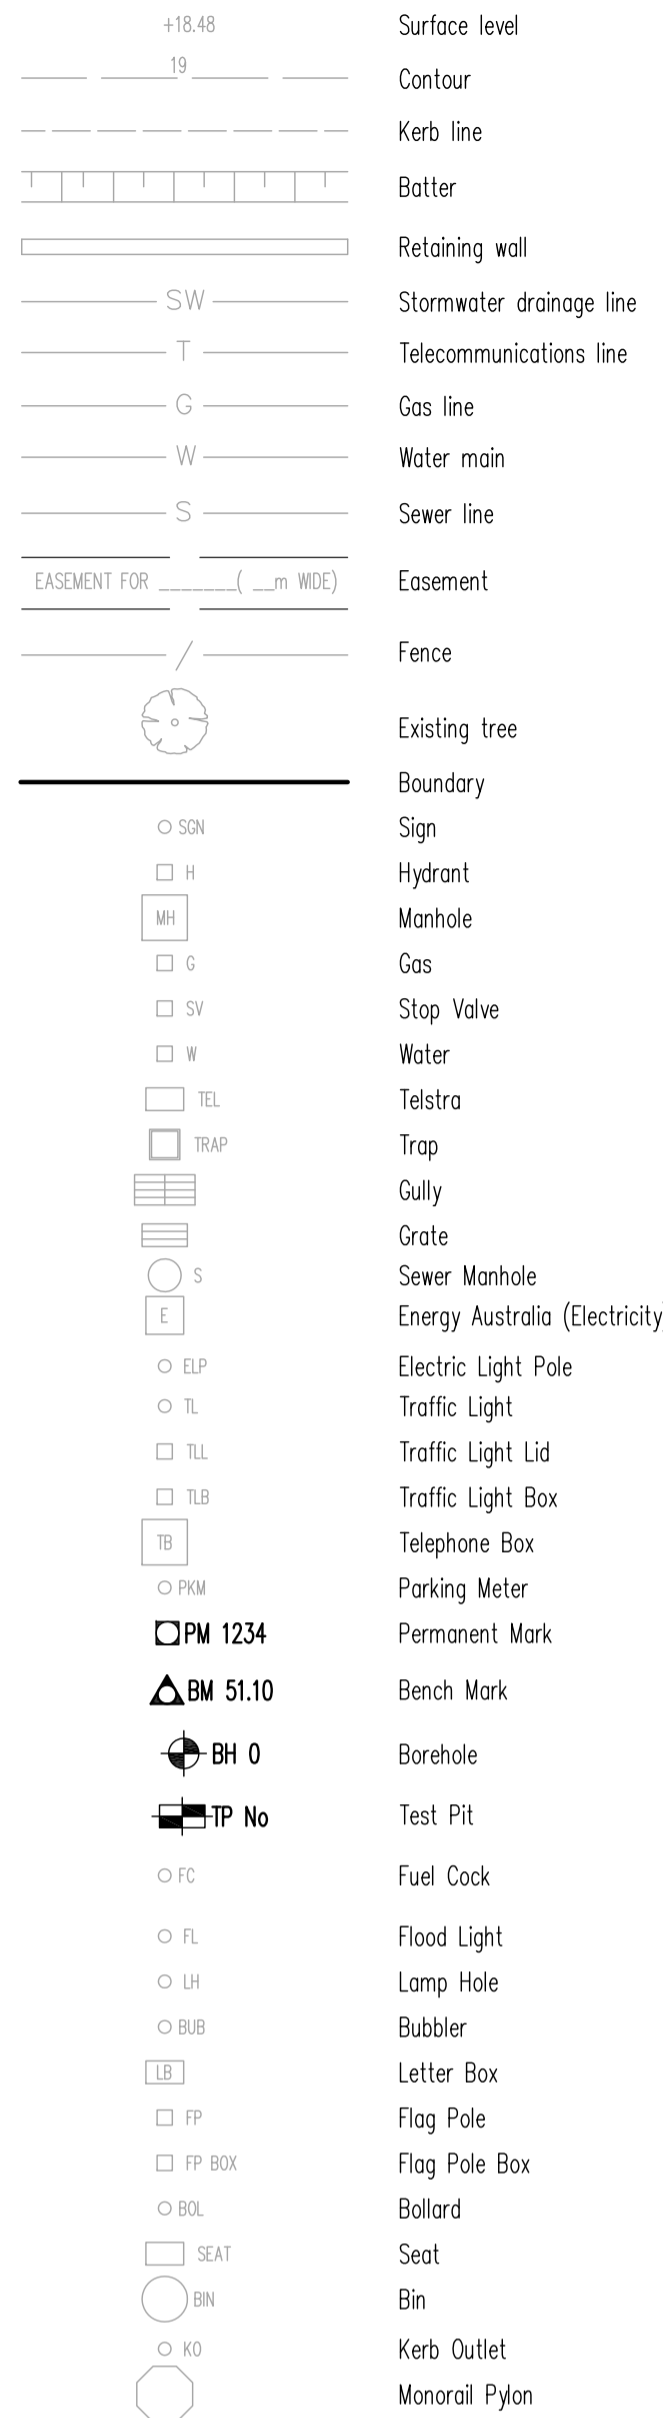 +18.48 Surface level
19 Contour
Kerb line
Batter
Retaining wall
SW Stormwater drainage line
T Telecommunications line
G Gas line
W Water main
S Sewer line
EASEMENT FOR _______( __m WIDE) Easement
/ Fence
Existing tree
Boundary
SGN Sign
H Hydrant
MH Manhole
G Gas
SV Stop Valve
W Water
TEL Telstra
TRAP Trap
Gully
Grate
S Sewer Manhole
E Energy Australia (Electricity)
ELP Electric Light Pole
TL Traffic Light
TLL Traffic Light Lid
TLB Traffic Light Box
TB Telephone Box
PKM Parking Meter
PM 1234 Permanent Mark
BM 51.10 Bench Mark
BH 0 Borehole
TP No Test Pit
FC Fuel Cock
FL Flood Light
LH Lamp Hole
BUB Bubbler
LB Letter Box
FP Flag Pole
FP BOX Flag Pole Box
BOL Bollard
SEAT Seat
BIN Bin
KO Kerb Outlet
Monorail Pylon